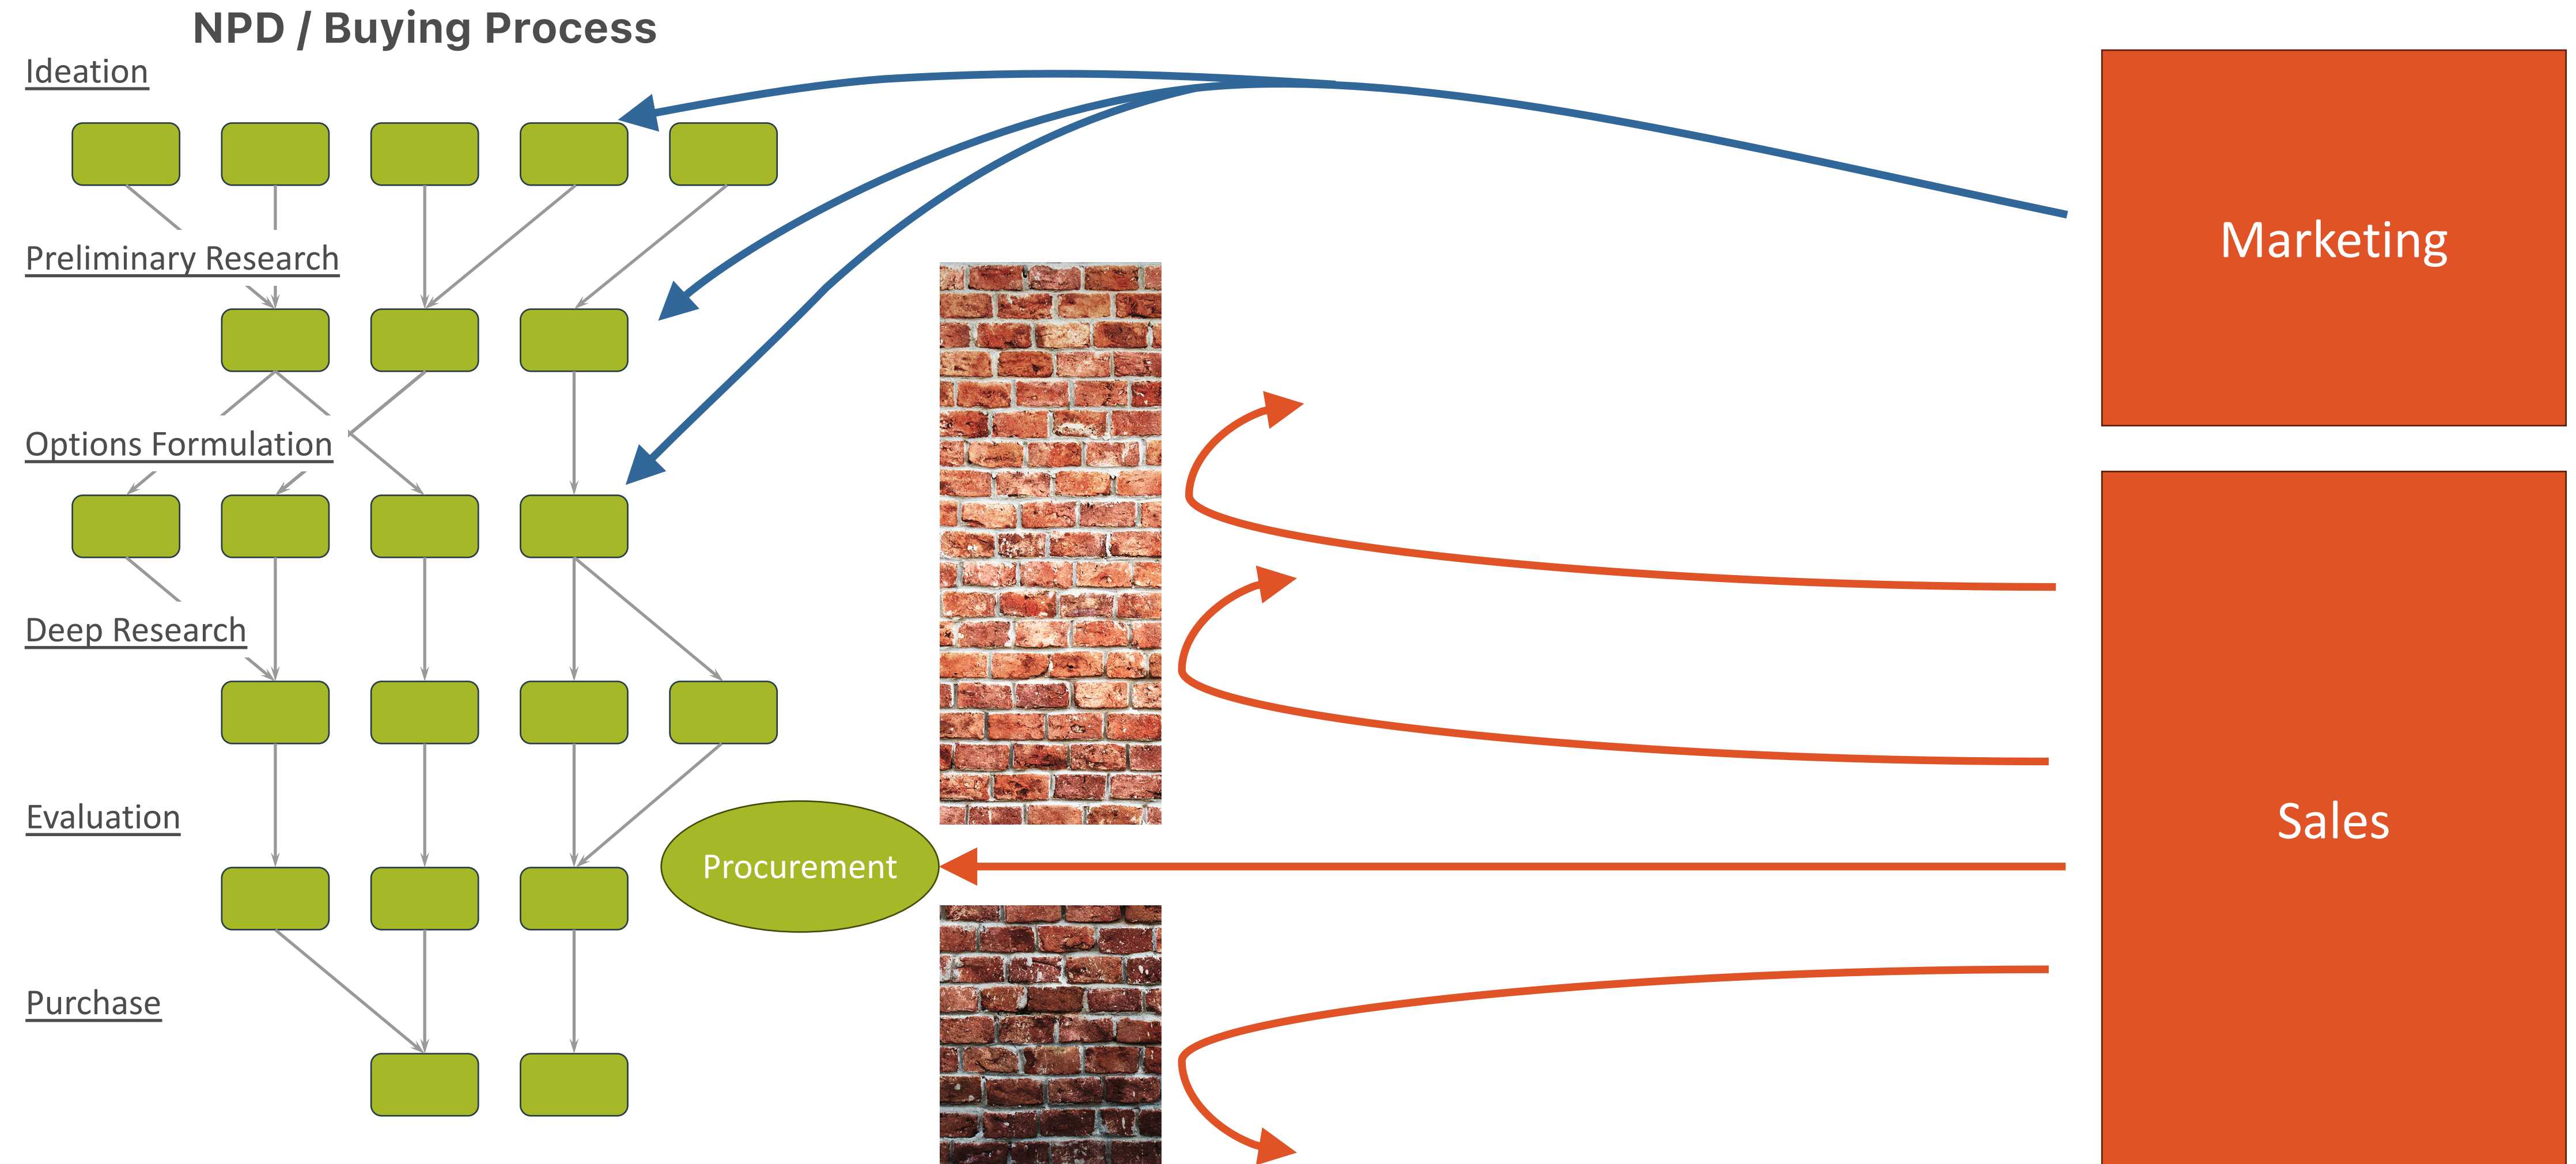 NPD / Buying Process
Ideation
Preliminary Research
Options Formulation
Deep Research
Evaluation
Purchase
Procurement
Marketing
Sales